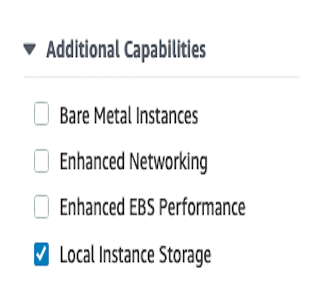 Additional Capabilities
Bare Metal Instances
Enhanced Networking
Enhanced EBS Performance
Local Instance Storage